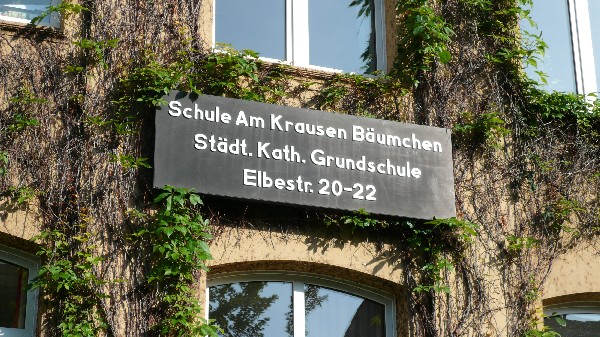 Schule Am Krausen Bäumchen
Städt. Kath. Grundschule
Elbestr. 20-22